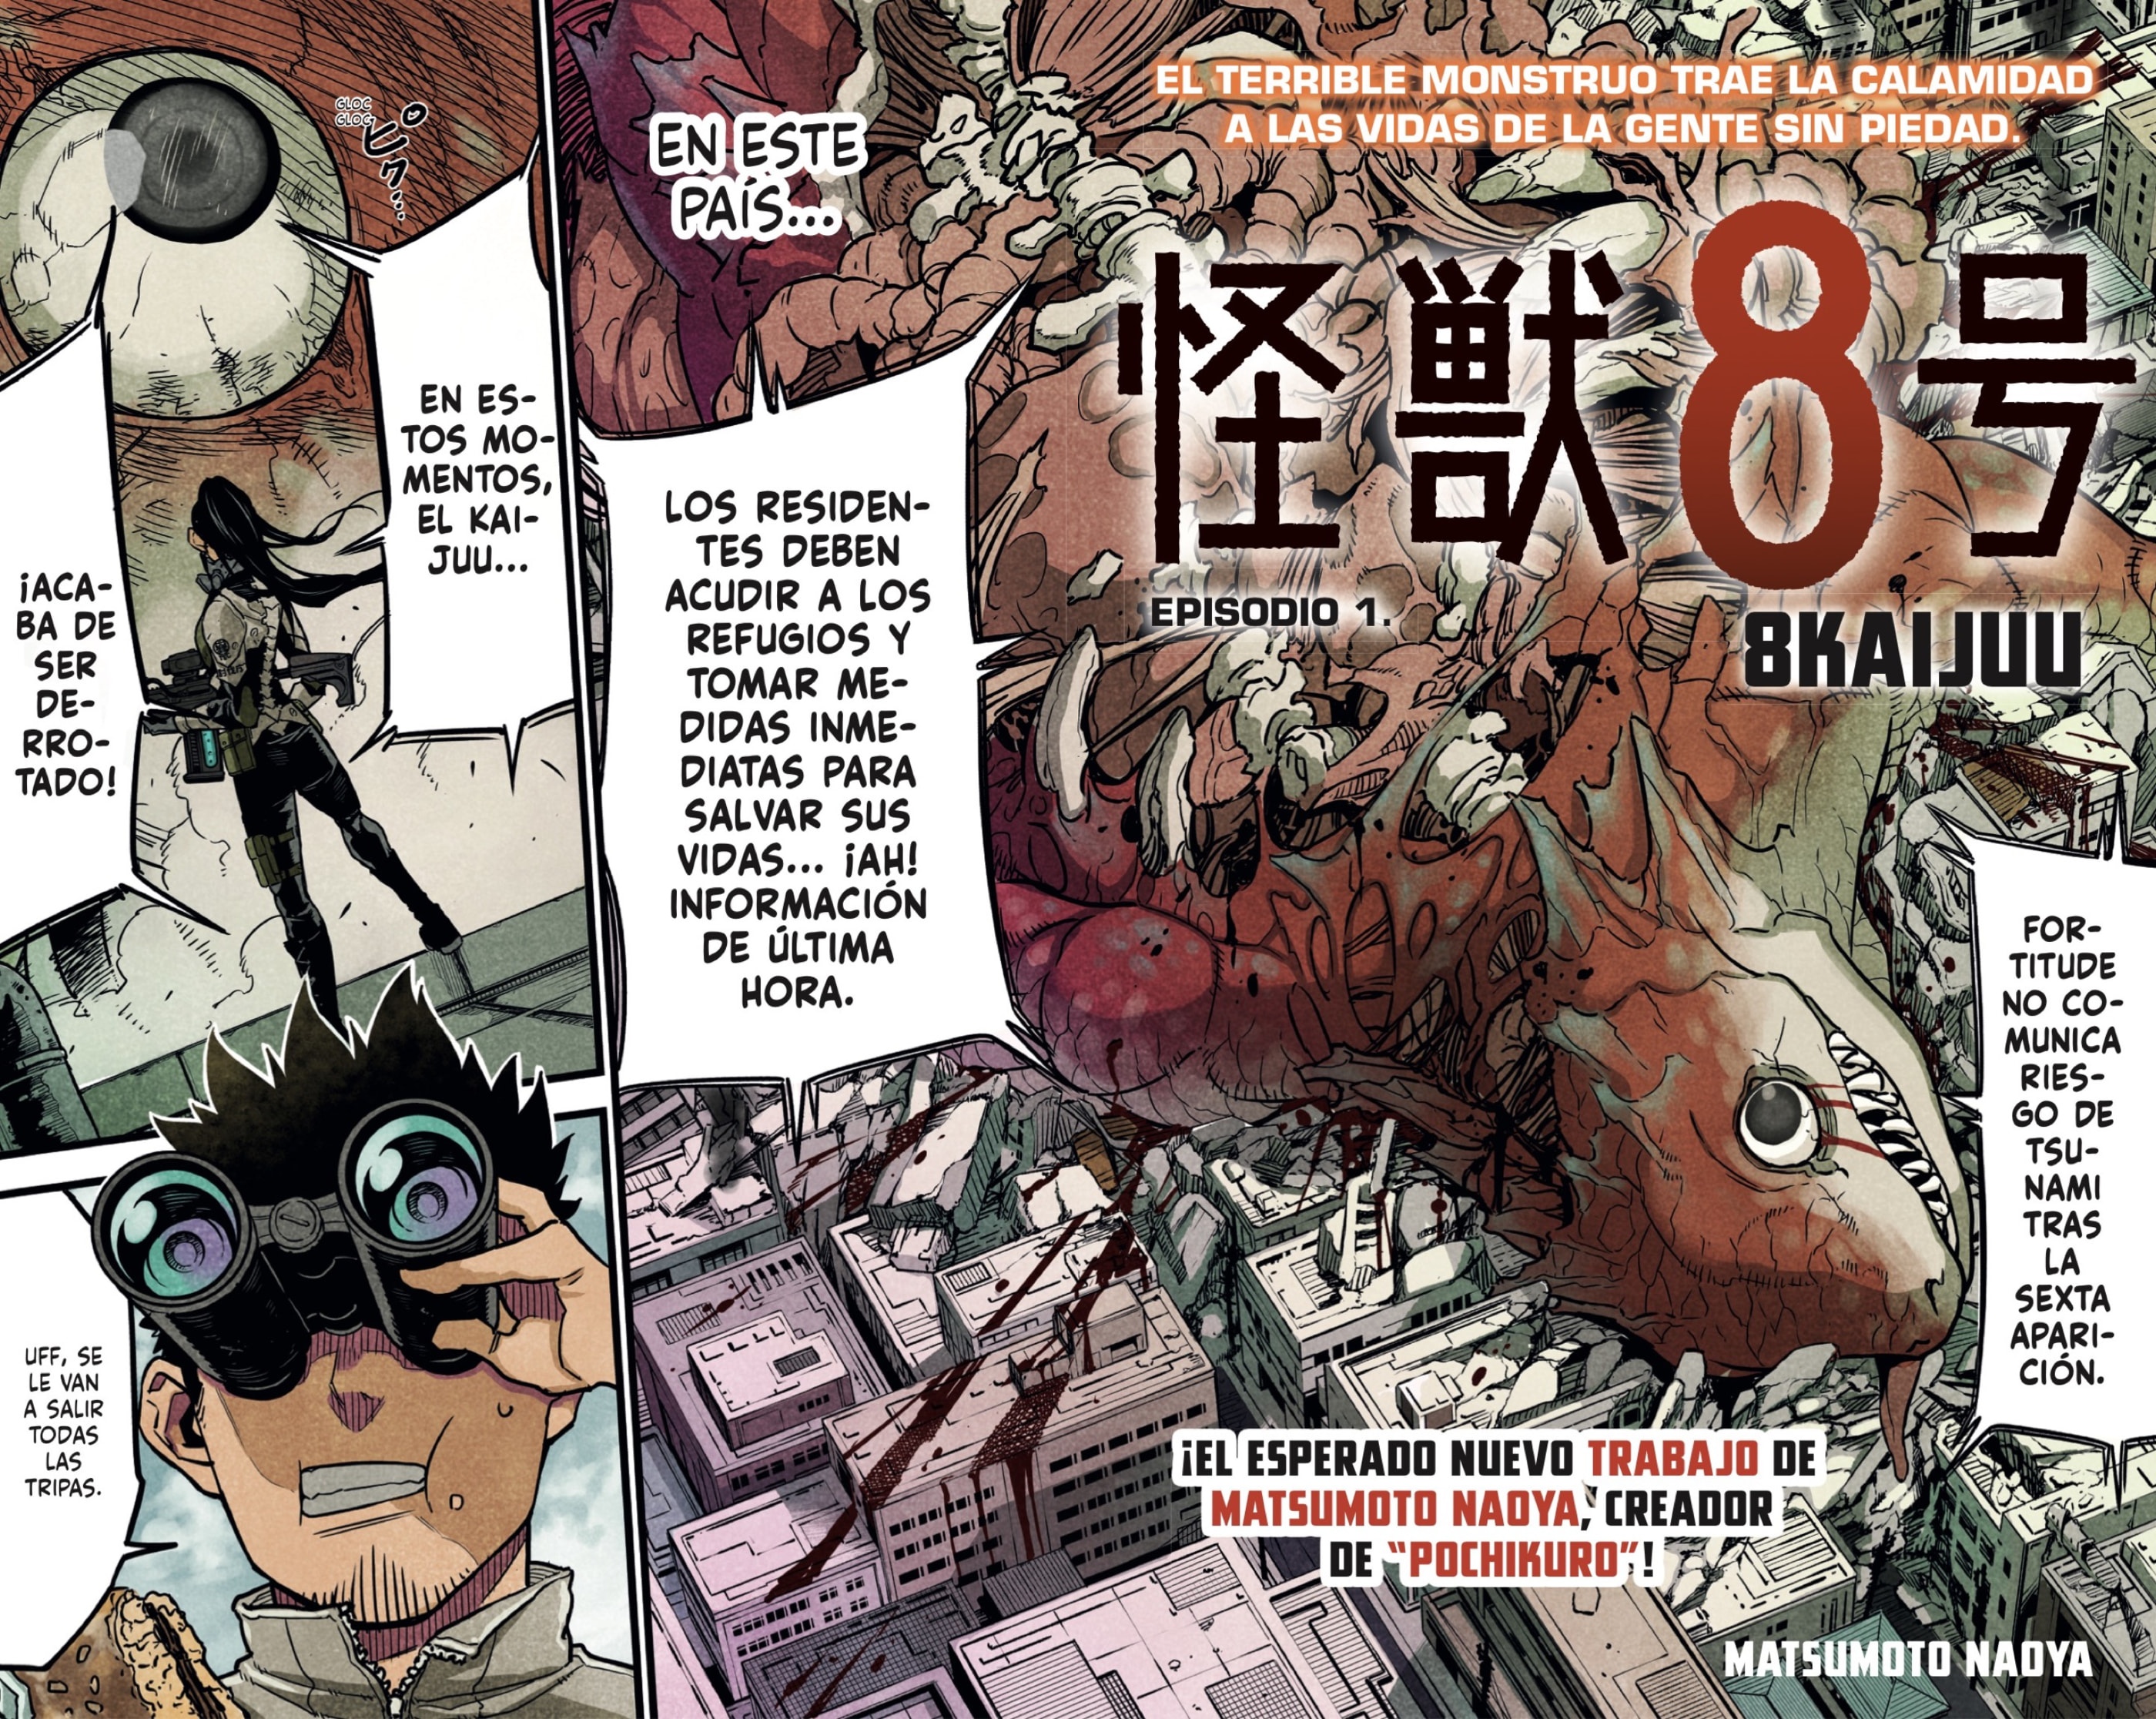 EL TERRIBLE MONSTRUO TRAE LA CALAMIDAD
A LAS VIDAS DE LA GENTE SIN PIEDAD.
怪獣8号
8KAIJUU
EPISODIO 1.
FOR-
TITUDE
NO CO-
MUNICA
RIES-
GO DE
TSU-
NAMI
TRAS
LA
SEXTA
APARI-
CIÓN.
¡EL ESPERADO NUEVO TRABAJO DE
MATSUMOTO NAOYA, CREADOR
DE “POCHIKURO”!
MATSUMOTO NAOYA
EN ESTE
PAÍS...
LOS RESIDEN-
TES DEBEN
ACUDIR A LOS
REFUGIOS Y
TOMAR ME-
DIDAS INME-
DIATAS PARA
SALVAR SUS
VIDAS... ¡AH!
INFORMACIÓN
DE ÚLTIMA
HORA.
GLOC
GLOC
ピク...
EN ES-
TOS MO-
MENTOS,
EL KAI-
JUU...
¡ACA-
BA DE
SER
DE-
RRO-
TADO!
UFF, SE
LE VAN
A SALIR
TODAS
LAS
TRIPAS.